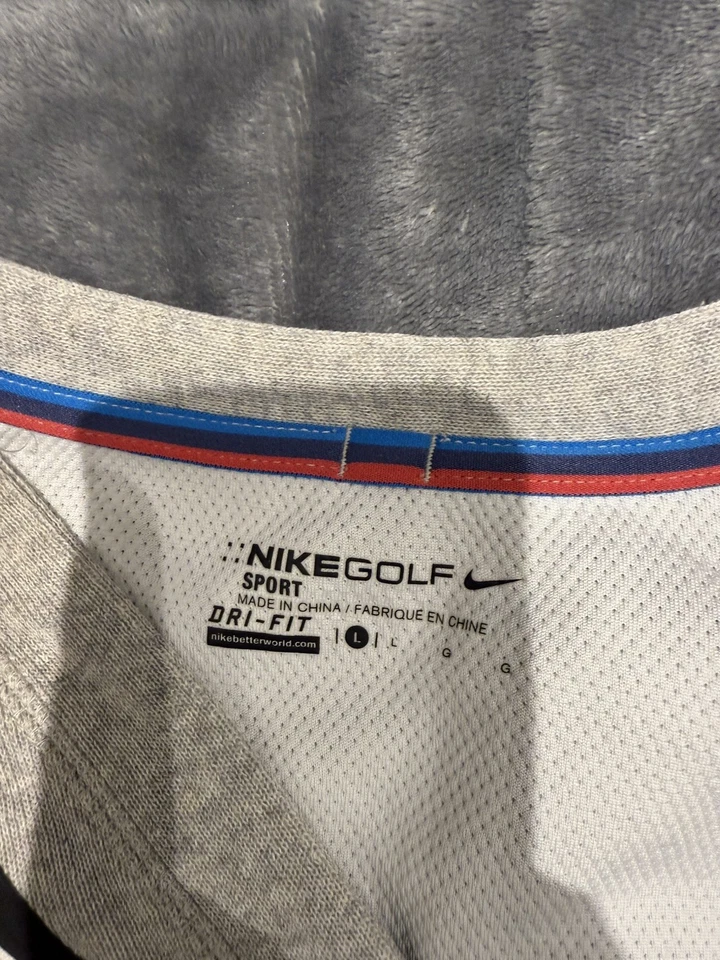 NIKEGOLF
SPORT
MADE IN CHINA / FABRIQUE EN CHINE
DRI-FIT
nikebetterworld.com
L L G G